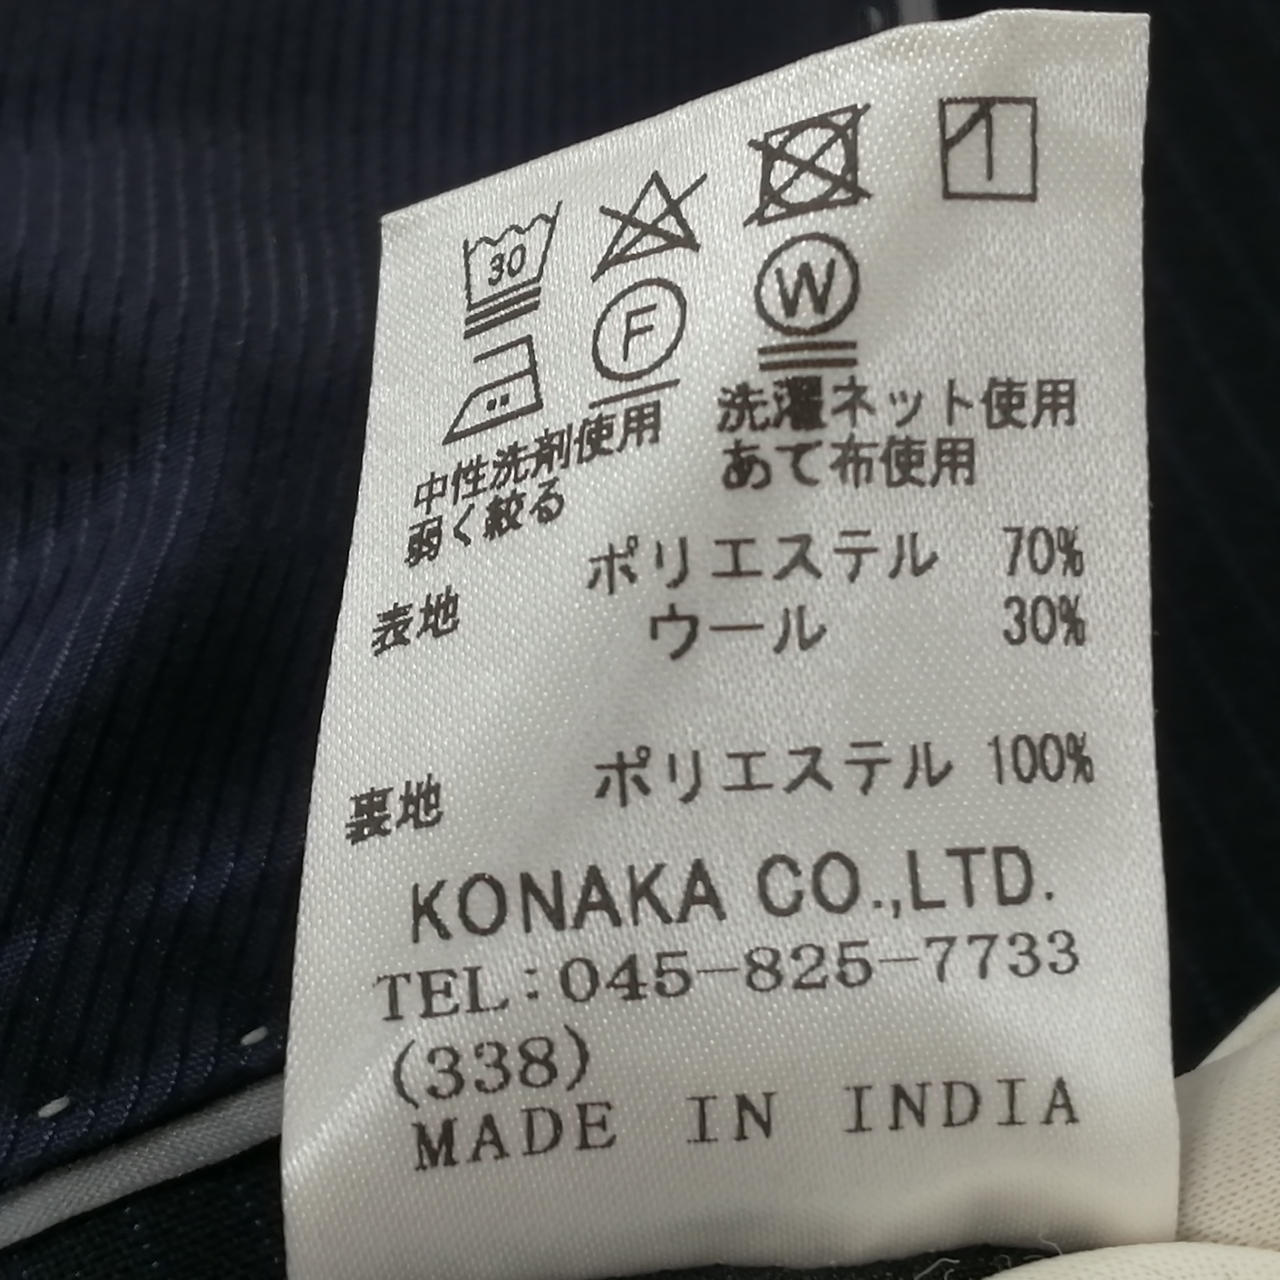 30
F
W
中性洗剤使用
洗濯ネット使用
弱く絞る
あて布使用
表地
ポリエステル 70%
ウール 30%
裏地
ポリエステル 100%
KONAKA CO.,LTD.
TEL:045-825-7733
(338)
MADE IN INDIA